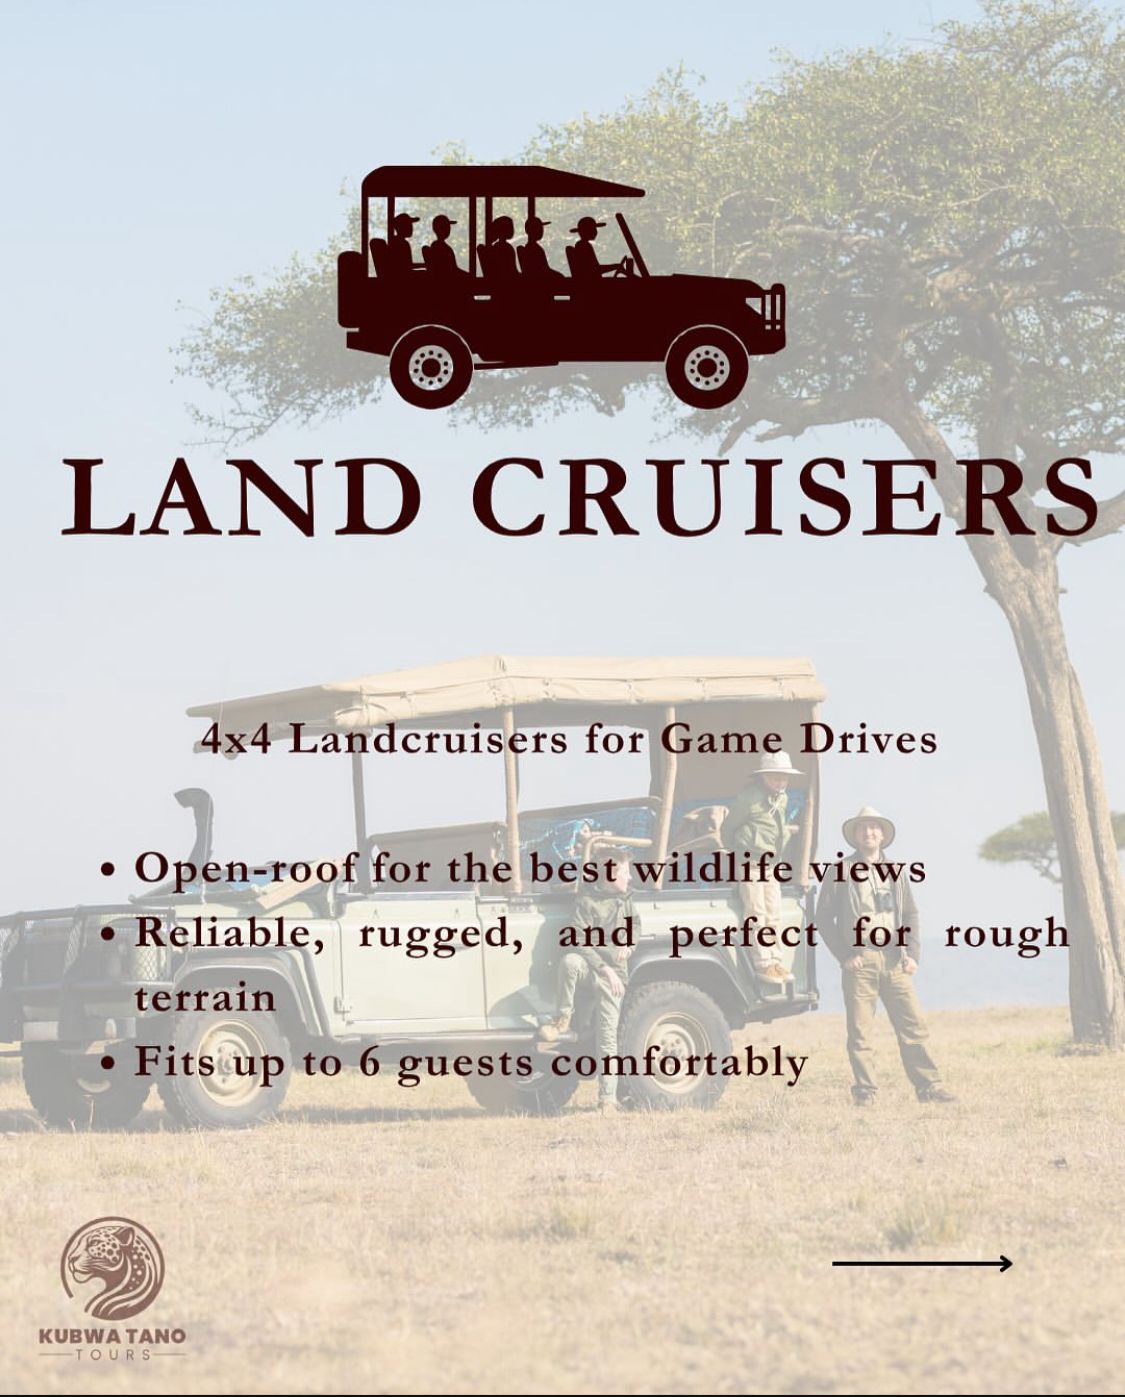 LAND CRUISERS
4x4 Landcruisers for Game Drives
• Open-roof for the best wildlife views
• Reliable, rugged, and perfect for rough
terrain
• Fits up to 6 guests comfortably
KUBWA TANO
TOURS